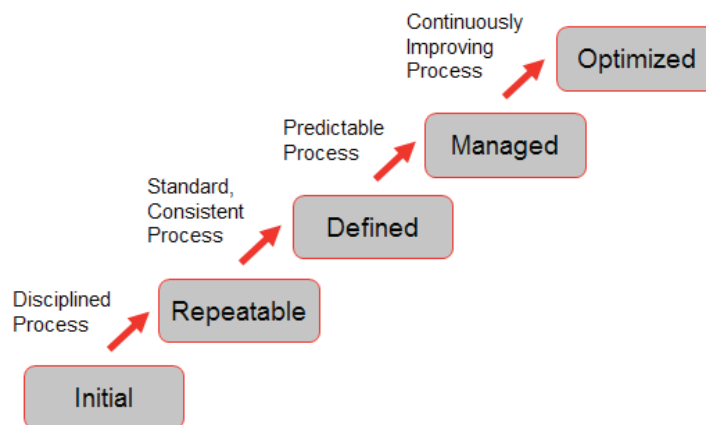 Continuously
Improving
Process
Optimized
Predictable
Process
Managed
Standard,
Consistent
Process
Defined
Disciplined
Process
Repeatable
Initial